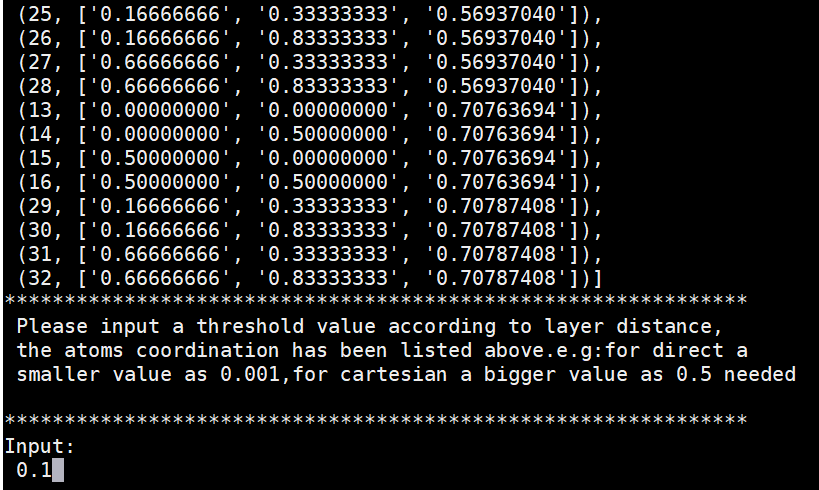 (25, ['0.16666666', '0.33333333', '0.56937040']),
(26, ['0.16666666', '0.83333333', '0.56937040']),
(27, ['0.66666666', '0.33333333', '0.56937040']),
(28, ['0.66666666', '0.83333333', '0.56937040']),
(13, ['0.00000000', '0.00000000', '0.70763694']),
(14, ['0.00000000', '0.50000000', '0.70763694']),
(15, ['0.50000000', '0.00000000', '0.70763694']),
(16, ['0.50000000', '0.50000000', '0.70763694']),
(29, ['0.16666666', '0.33333333', '0.70787408']),
(30, ['0.16666666', '0.83333333', '0.70787408']),
(31, ['0.66666666', '0.33333333', '0.70787408']),
(32, ['0.66666666', '0.83333333', '0.70787408'])]
**************************************************************
Please input a threshold value according to layer distance,
the atoms coordination has been listed above.e.g:for direct a
smaller value as 0.001,for cartesian a bigger value as 0.5 needed
**************************************************************
Input:
0.1